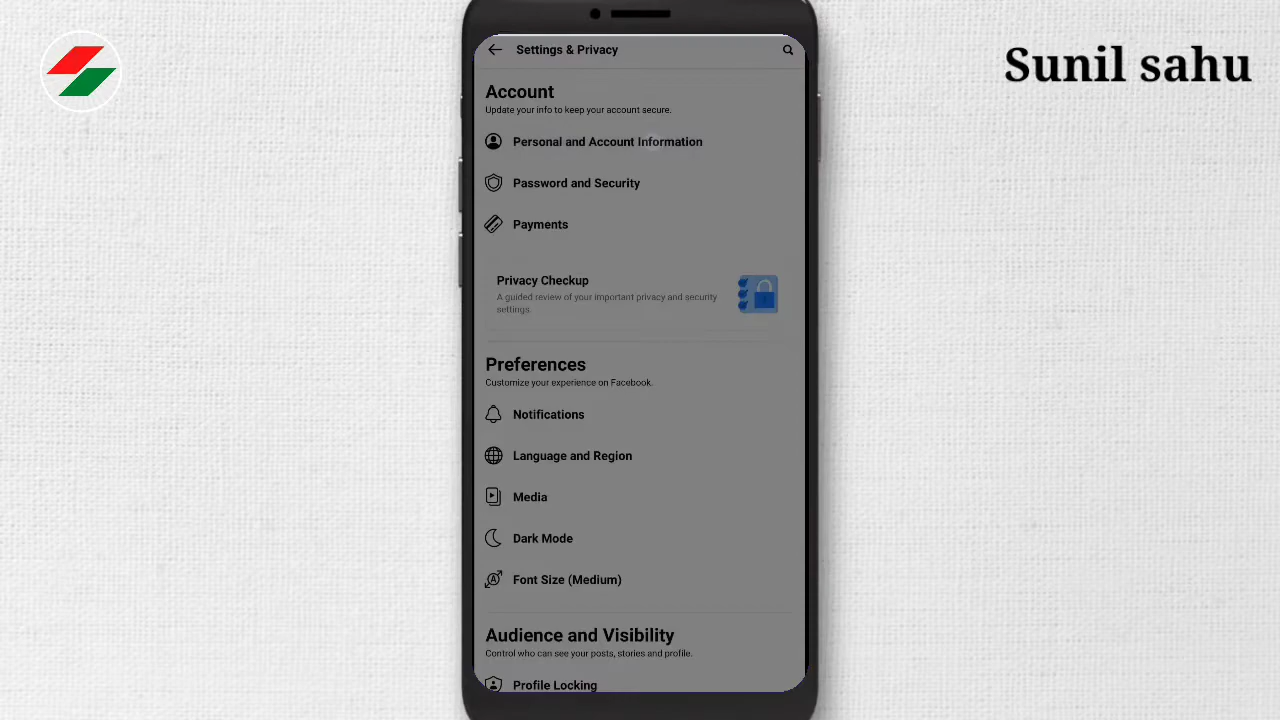 Sunil sahu
Settings & Privacy
Account
Update your info to keep your account secure.
Personal and Account Information
Password and Security
Payments
Privacy Checkup
A guided review of your important privacy and security
settings.
Preferences
Customize your experience on Facebook.
Notifications
Language and Region
Media
Dark Mode
Font Size (Medium)
Audience and Visibility
Control who can see your posts, stories and profile.
Profile Locking